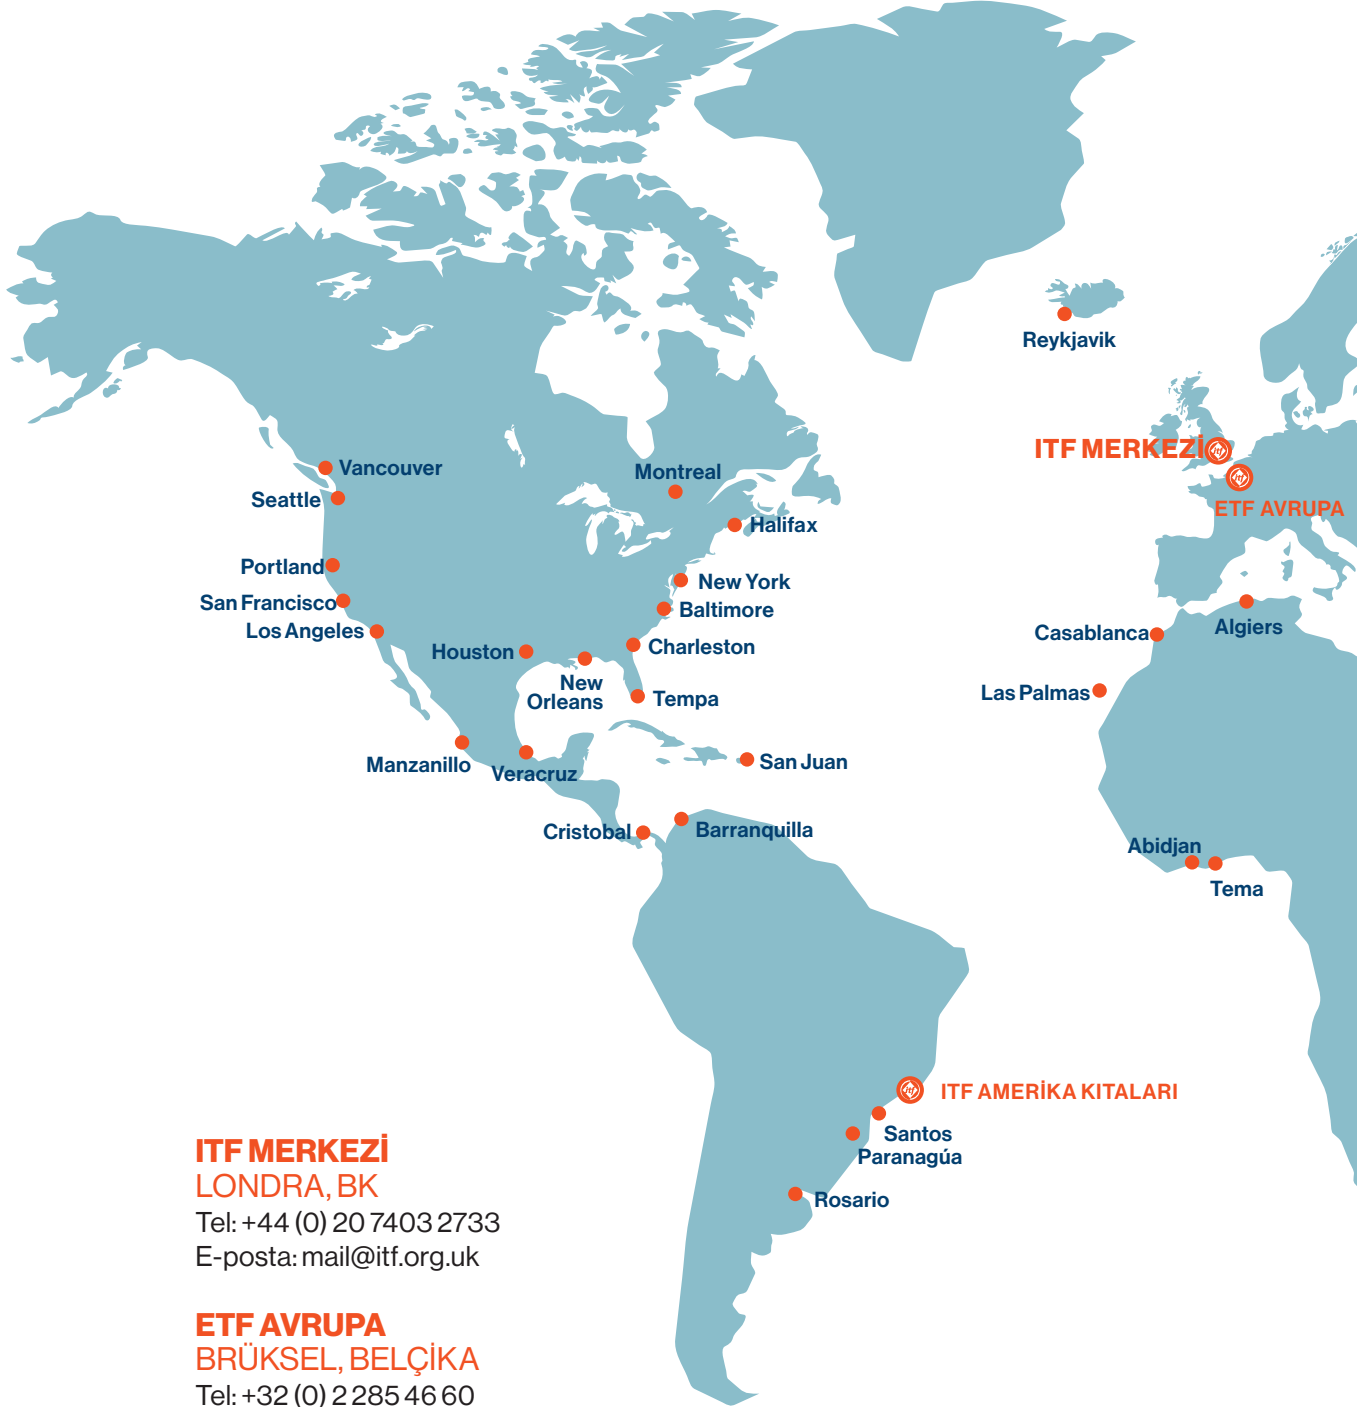 Reykjavik
ITF MERKEZİ
ETF AVRUPA
Vancouver
Seattle
Montreal
Halifax
Portland
New York
San Francisco
Baltimore
Los Angeles
Houston
Charleston
New
Orleans
Tempa
Casablanca
Algiers
Las Palmas
Manzanillo
Veracruz
San Juan
Cristobal
Barranquilla
Abidjan
Tema
ITF AMERİKA KITALARI
Santos
Paranagúa
Rosario
ITF MERKEZİ
LONDRA, BK
Tel: +44 (0) 20 7403 2733
E-posta: mail@itf.org.uk
ETF AVRUPA
BRÜKSEL, BELÇİKA
Tel: +32 (0) 2 285 46 60